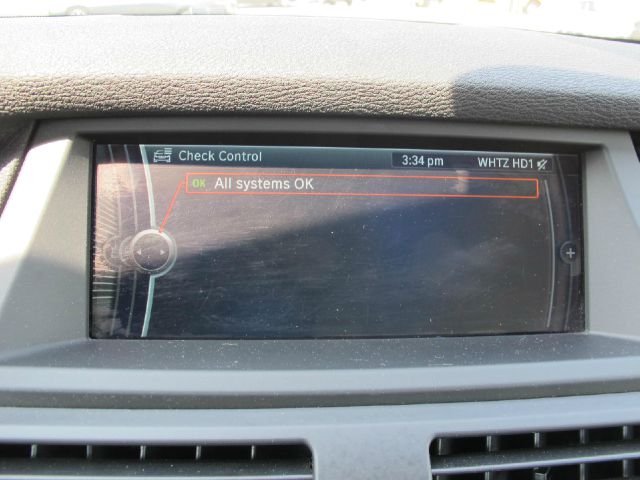 Check Control 3:34 pm WHTZ HD1
OK All systems OK